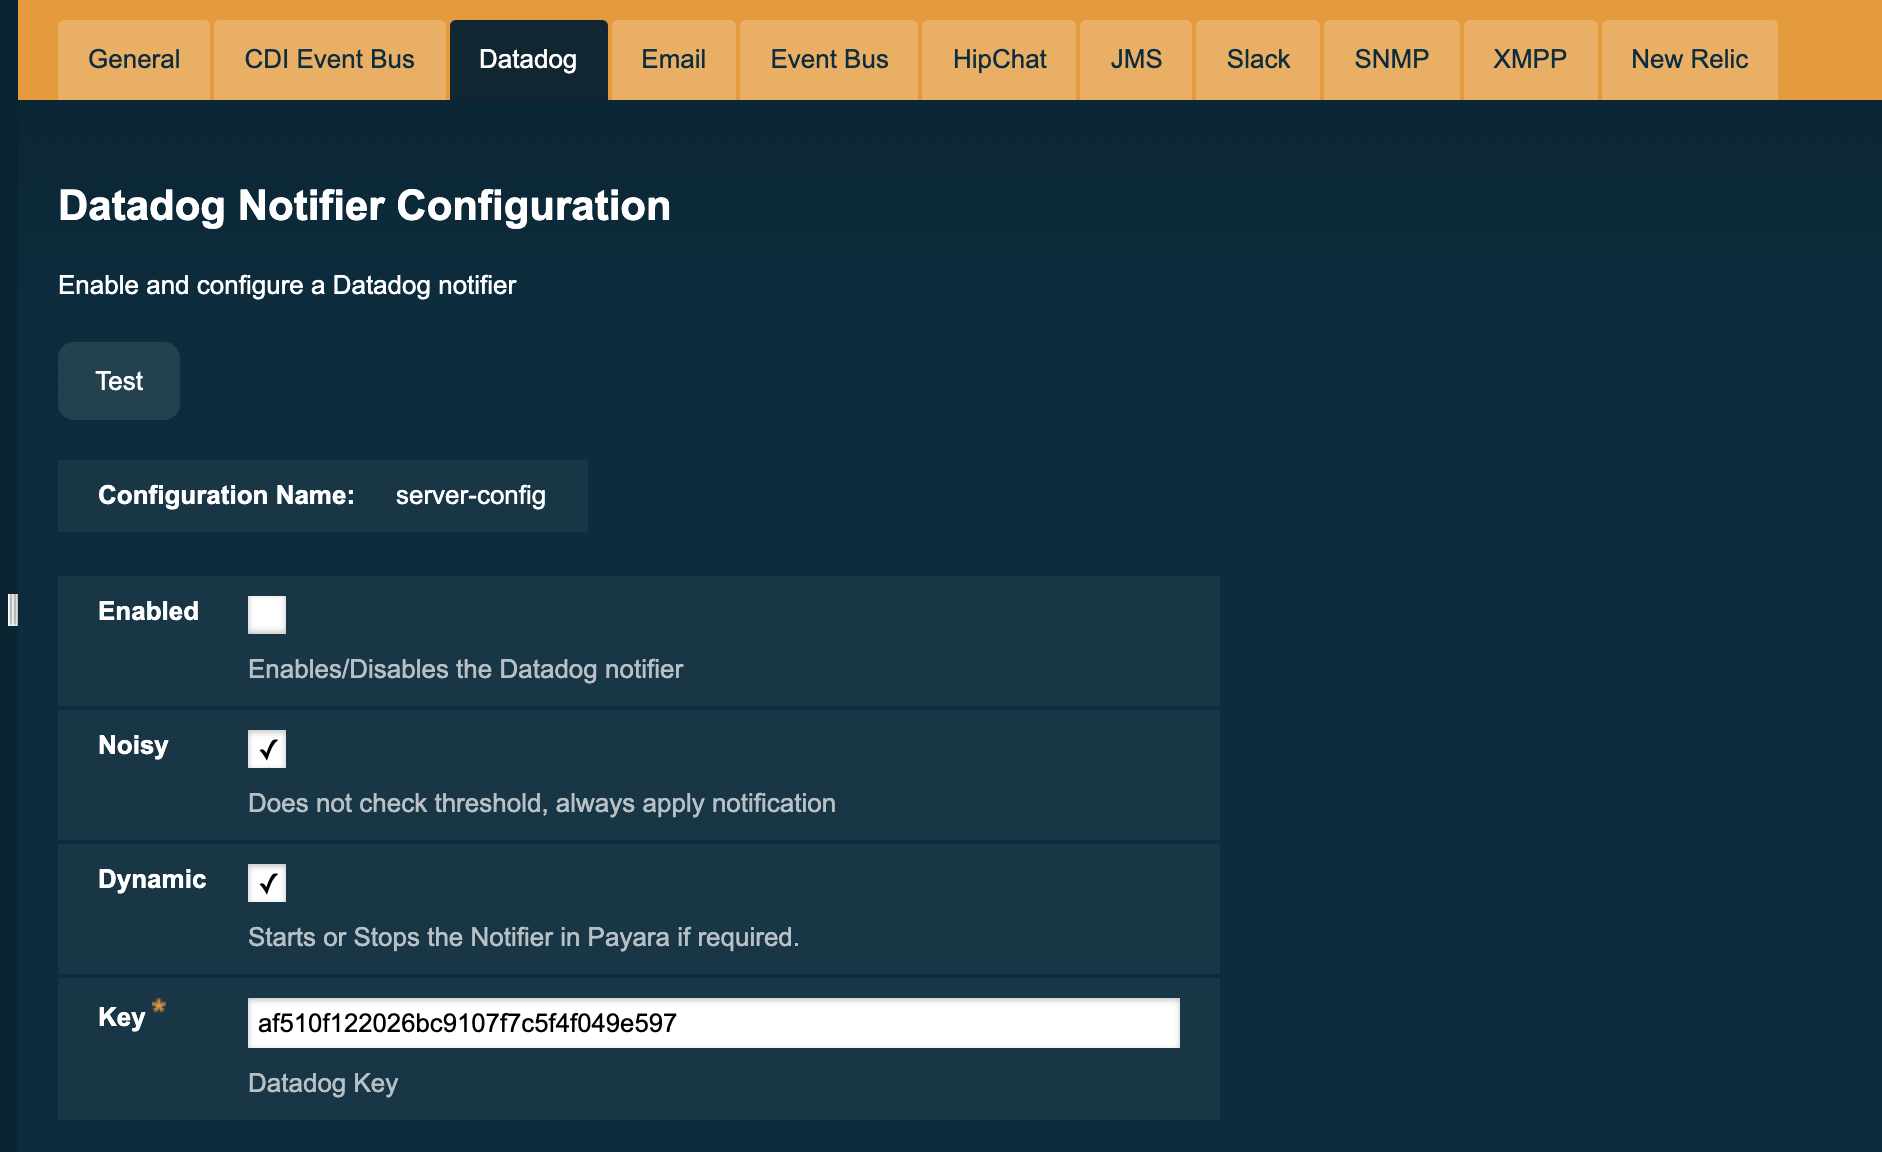 General CDI Event Bus Datadog Email Event Bus HipChat JMS Slack SNMP XMPP New Relic
Datadog Notifier Configuration
Enable and configure a Datadog notifier
Test
Configuration Name: server-config
Enabled
Enables/Disables the Datadog notifier
Noisy
Does not check threshold, always apply notification
Dynamic
Starts or Stops the Notifier in Payara if required.
Key * af510f122026bc9107f7c5f4f049e597
Datadog Key